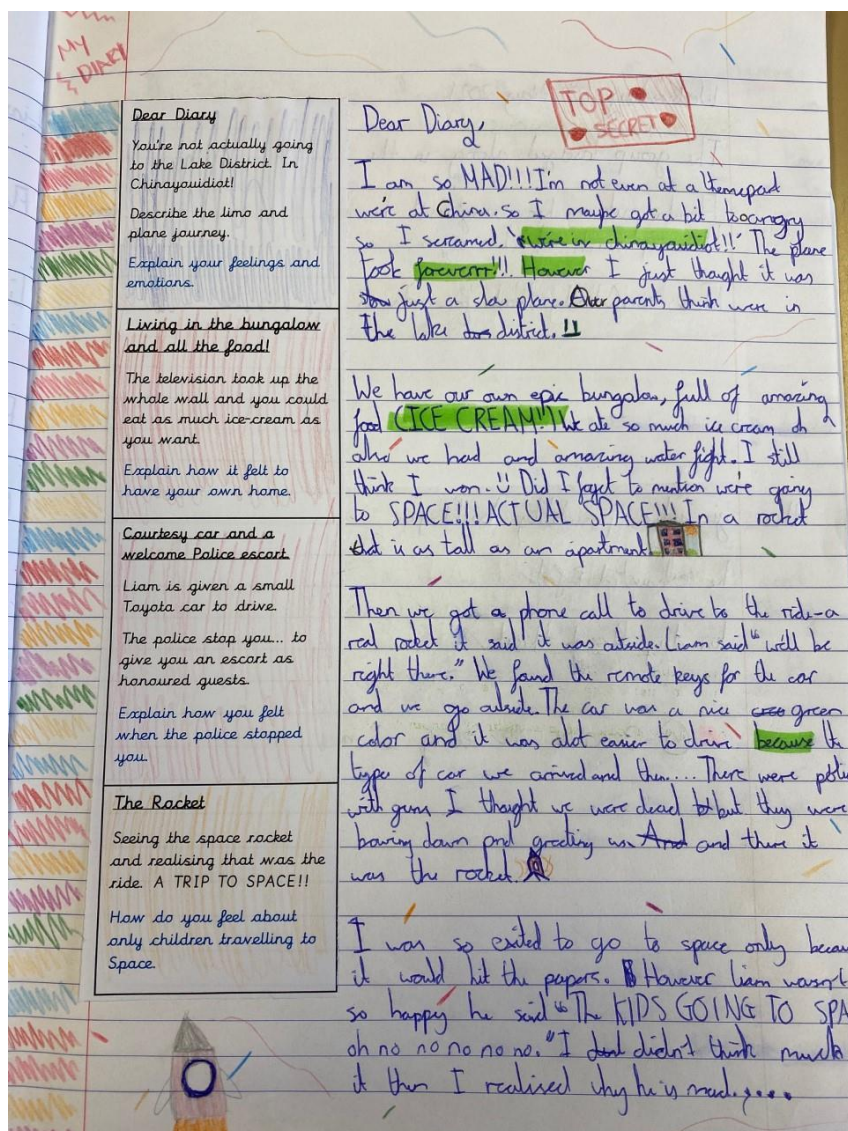 MY
DIARY
Dear Diary
You're not actually going
to the Lake District. In
Chinayouidiot!
Describe the limo and
plane journey.
Explain your feelings and
emotions.
Living in the bungalow
and all the food!
The television took up the
whole wall and you could
eat as much ice-cream as
you want.
Explain how it felt to
have your own home.
Courtesy car and a
welcome Police escort
Liam is given a small
Toyota car to drive.
The police stop you... to
give you an escort as
honoured guests.
Explain how you felt
when the police stopped
you.
The Rocket
Seeing the space rocket
and realising that was the
ride. A TRIP TO SPACE!!
How do you feel about
only children travelling to
Space.
TOP
SECRET
Dear Diary,
I am so MAD!!! I'm not even at a themepart
we're at China. So I maybe got a bit tooangry
so I screamed. "we're in chinayouidiot!!" The plane
took foreverrr!!! However I just thought it was
just a slow plane. Our parents think were in
the lake district. !!
We have our own epic bungalow, full of amazing
food (ICE CREAM!!) We ate so much ice cream oh
also we had and amazing water fight. I still
think I won. Did I foget to mention we're going
to SPACE!!! ACTUAL SPACE!!! In a rocket
that is as tall as an apartment
Then we got a phone call to drive to the ride-a
real rocket it said it was outside. Liam said "we'll be
right there." We found the remote keys for the car
and we go outside. The car was a nice green
color and it was alot easier to drive because the
type of car we arrived and then.... There were
with guns I thought we were dead but they were
bowing down and greeting us and there it
was the rocket.
I was so exited to go to space only
it would hit the papers. However Liam wasn't
so happy he said "The KIDS GOING TO
oh no no no no no." I didn't think much
it then I realised why he is mad.....